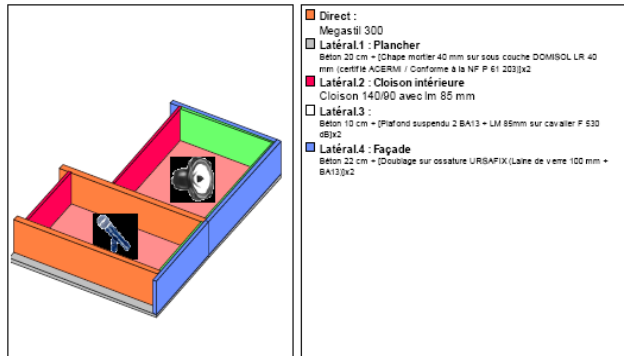 Direct :
Megastil 300
Latéral.1 : Plancher
Béton 20 cm + [Chape mortier 40 mm sur sous couche DOMISOL LR 40
mm (certifié ACERMI / Conforme à la NF P 61 203)]x2
Latéral.2 : Cloison intérieure
Cloison 140/90 avec lm 85 mm
Latéral.3 :
Béton 10 cm + [Plafond suspendu 2 BA13 + LM 85mm sur cavalier F 530
dB]x2
Latéral.4 : Façade
Béton 22 cm + [Doublage sur ossature URSAFIX (Laine de verre 100 mm +
BA13)]x2